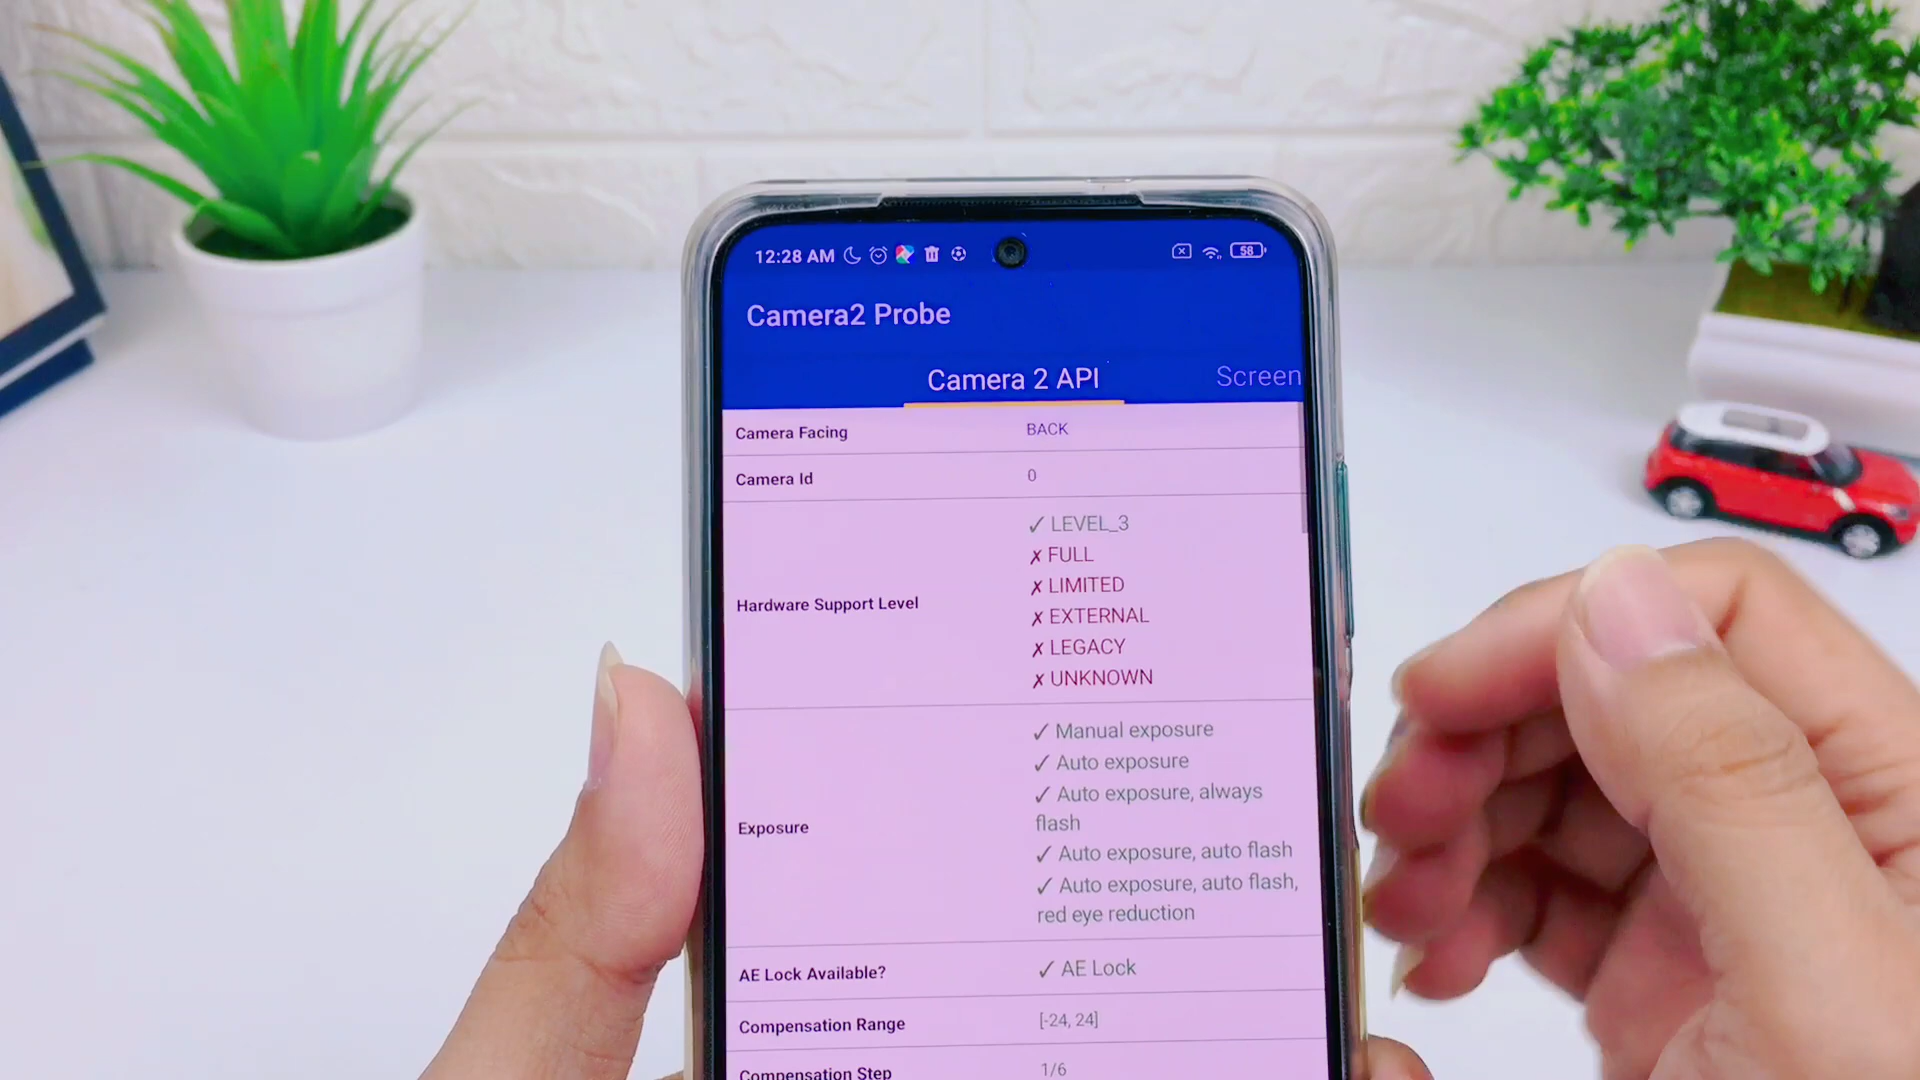 12:28 AM
58
Camera2 Probe
Camera 2 API
Screen
Camera Facing
BACK
Camera Id
0
Hardware Support Level
✓ LEVEL_3
✗ FULL
✗ LIMITED
✗ EXTERNAL
✗ LEGACY
✗ UNKNOWN
Exposure
✓ Manual exposure
✓ Auto exposure
✓ Auto exposure, always
flash
✓ Auto exposure, auto flash
✓ Auto exposure, auto flash,
red eye reduction
AE Lock Available?
✓ AE Lock
Compensation Range
[-24, 24]
Compensation Step
1/6